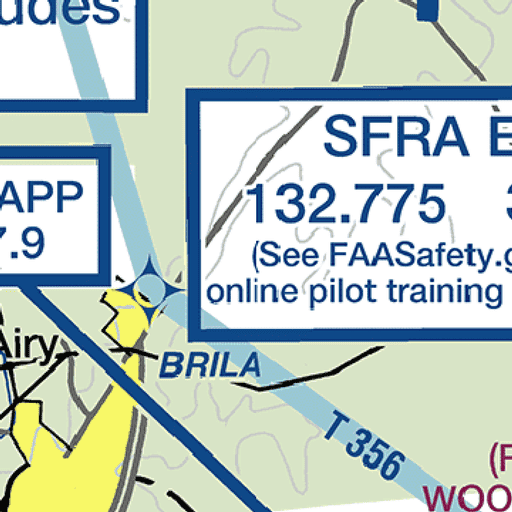 udes
SFRA E
132.775
(See FAASafety.g
online pilot training
APP
7.9
Airy
BRILA
T 356
(F
WOO